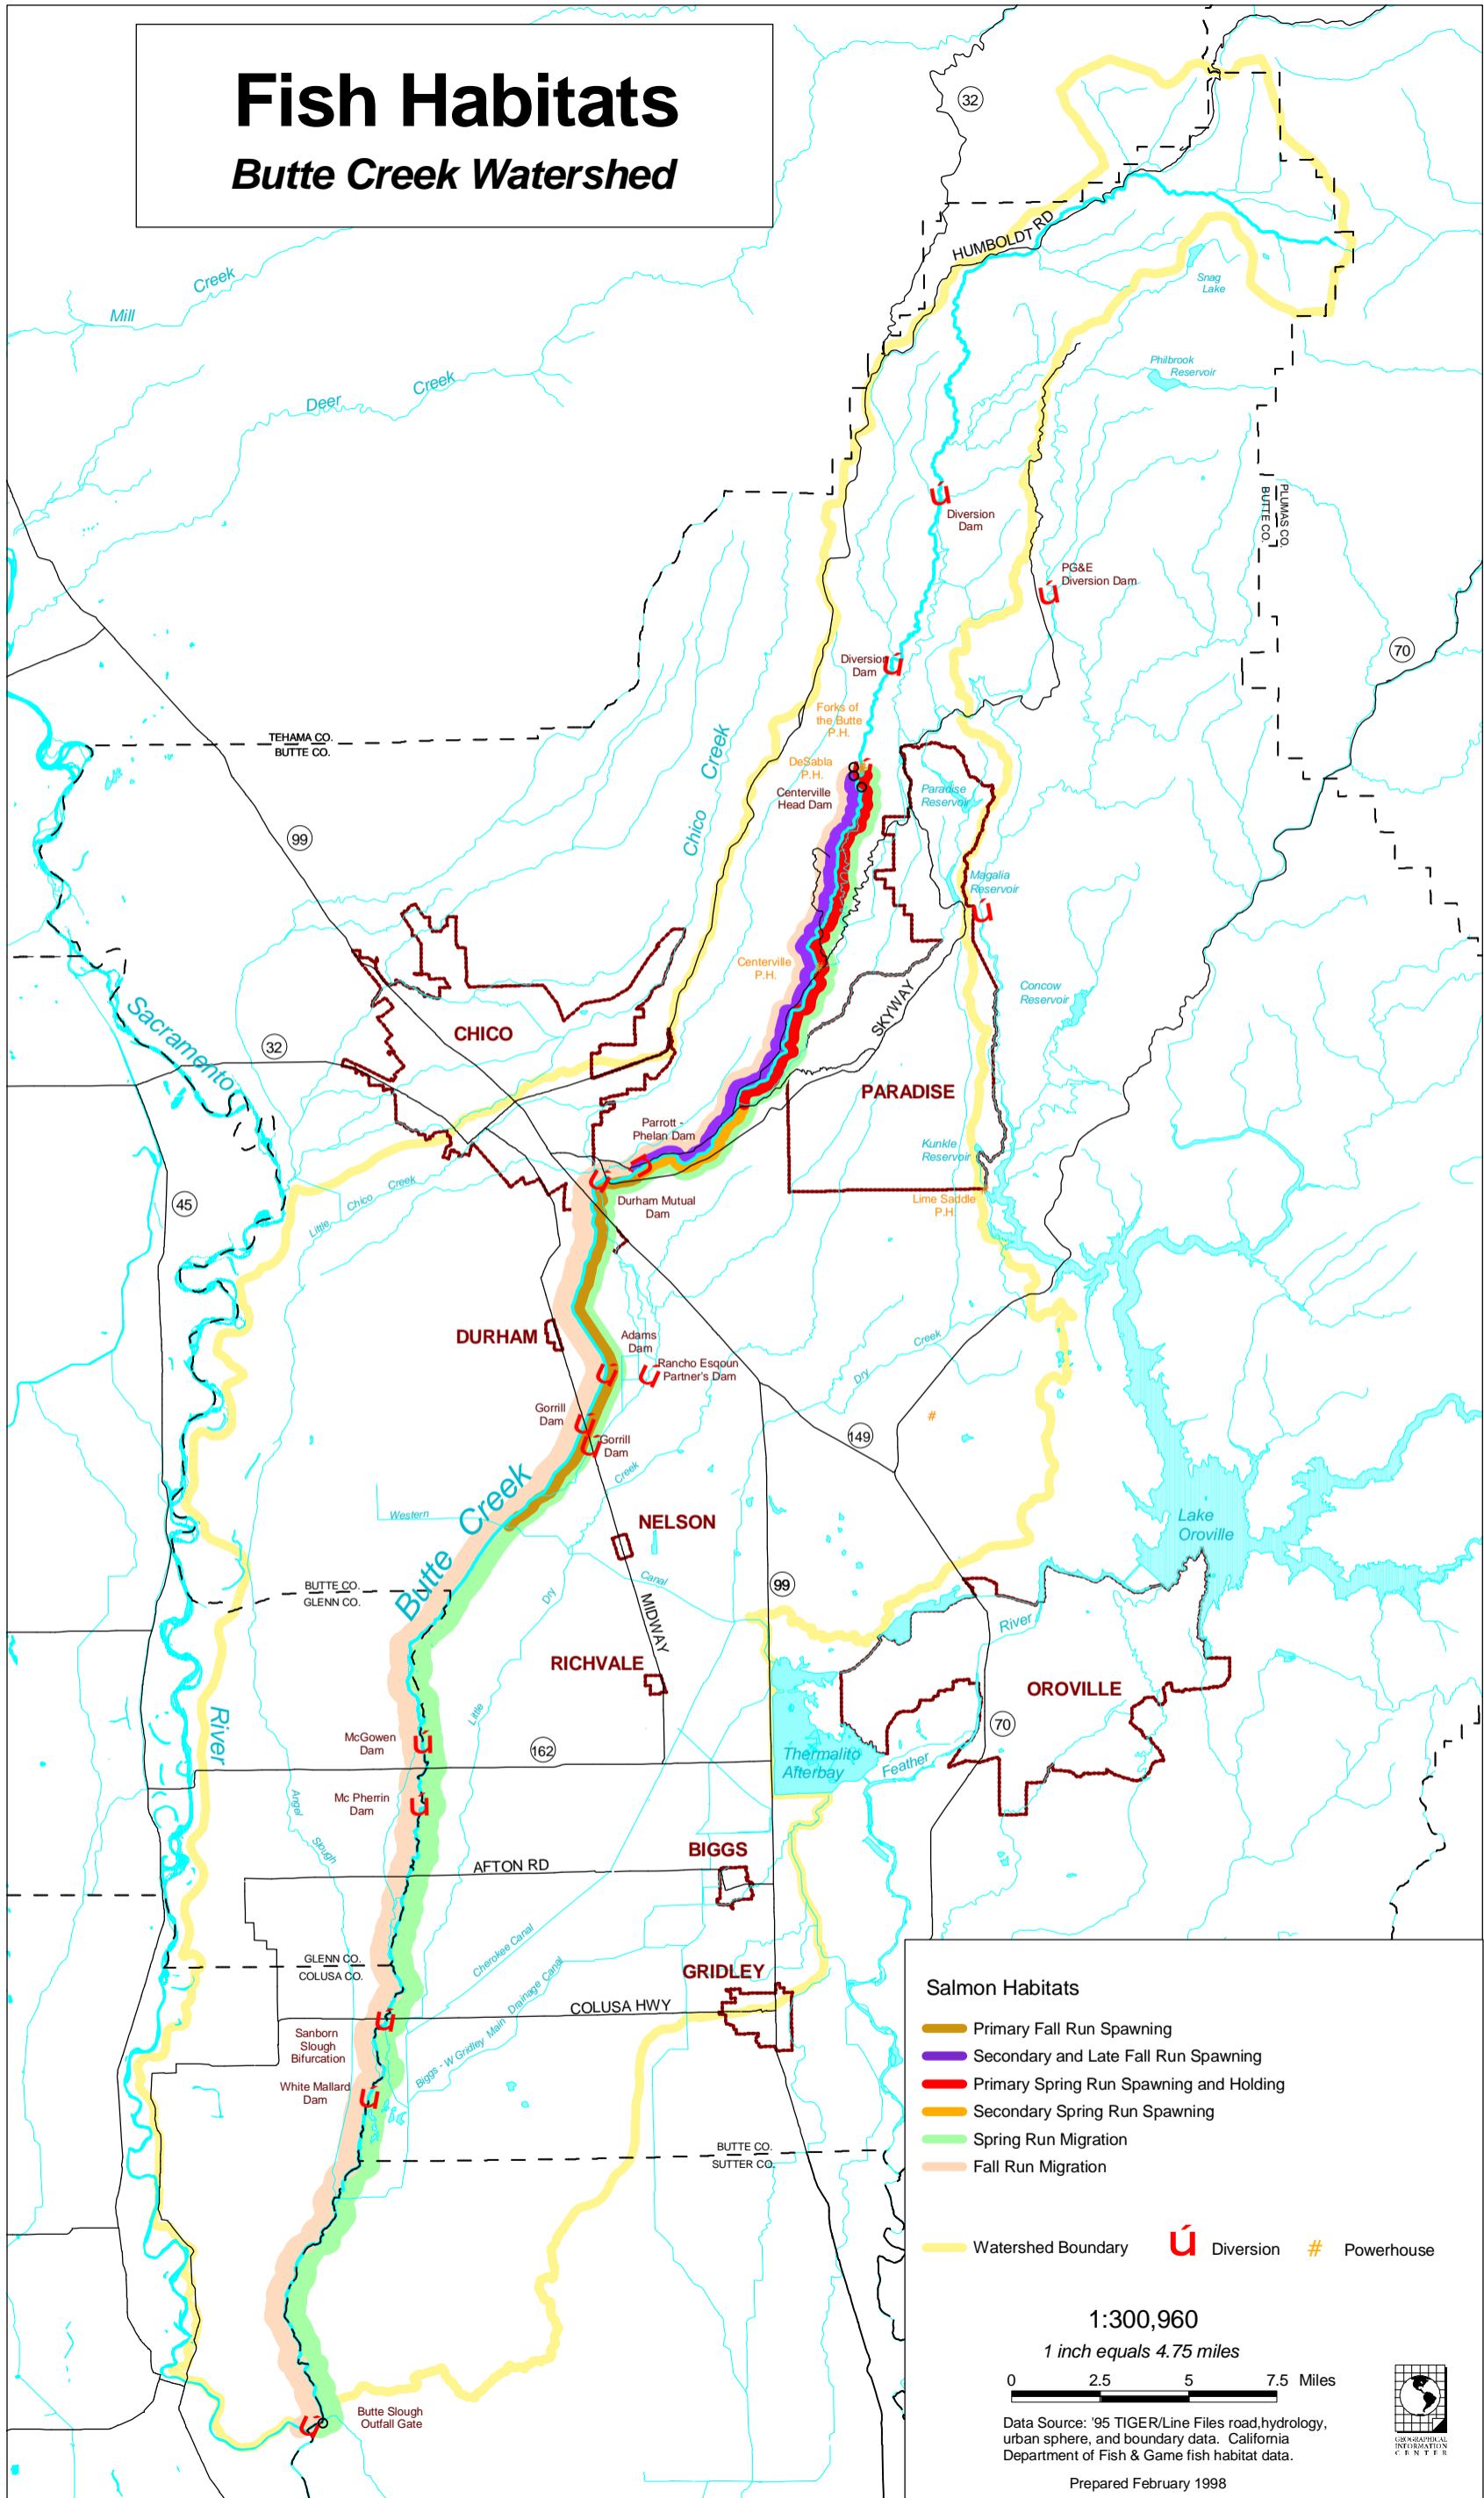 Fish Habitats
Butte Creek Watershed
32
HUMBOLDT RD
Mill Creek
Deer Creek
Snag
Lake
Philbrook
Reservoir
PLUMAS CO.
BUTTE CO.
Diversion
Dam
PG&E
Diversion Dam
70
Diversion
Dam
Forks of
the Butte
P.H.
TEHAMA CO.
BUTTE CO.
DeSabla
P.H.
Centerville
Head Dam
Chico Creek
Paradise
Reservoir
99
Magalia
Reservoir
Centerville
P.H.
Concow
Reservoir
SKYWAY
Sacramento
CHICO
32
PARADISE
Parrott -
Phelan Dam
Kunkle
Reservoir
45
Little Chico Creek
Durham Mutual
Dam
Lime Saddle
P.H.
DURHAM
Adams
Dam
Rancho Esqoun
Partner's Dam
Dry Creek
Gorrill
Dam
Gorrill
Dam
#
149
Western
Butte Creek
Creek
NELSON
Lake
Oroville
Canal
99
BUTTE CO.
GLENN CO.
Dry
MIDWAY
River
RICHVALE
OROVILLE
River
Little
70
McGowen
Dam
162
Thermalito
Afterbay
Feather
Angel
Slough
Mc Pherrin
Dam
BIGGS
AFTON RD
Cherokee Canal
GLENN CO.
COLUSA CO.
GRIDLEY
COLUSA HWY
Biggs - W Gridley Main Drainage Canal
Sanborn
Slough
Bifurcation
White Mallard
Dam
BUTTE CO.
SUTTER CO.
Butte Slough
Outfall Gate
Salmon Habitats
Primary Fall Run Spawning
Secondary and Late Fall Run Spawning
Primary Spring Run Spawning and Holding
Secondary Spring Run Spawning
Spring Run Migration
Fall Run Migration
Watershed Boundary ú Diversion # Powerhouse
1:300,960
1 inch equals 4.75 miles
0 2.5 5 7.5 Miles
Data Source: '95 TIGER/Line Files road,hydrology,
urban sphere, and boundary data. California
Department of Fish & Game fish habitat data.
Prepared February 1998
GEOGRAPHICAL
INFORMATION
CENTER